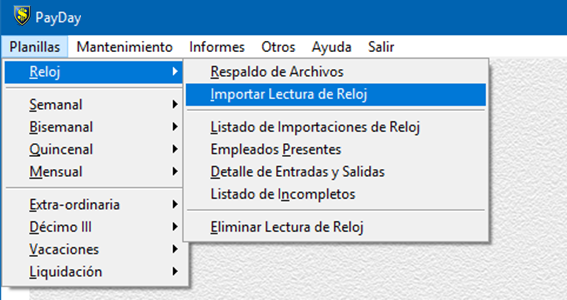 PayDay
Planillas Mantenimiento Informes Otros Ayuda Salir
Reloj
Semanal
Bisemanal
Quincenal
Mensual
Extra-ordinaria
Décimo III
Vacaciones
Liquidación
Respaldo de Archivos
Importar Lectura de Reloj
Listado de Importaciones de Reloj
Empleados Presentes
Detalle de Entradas y Salidas
Listado de Incompletos
Eliminar Lectura de Reloj